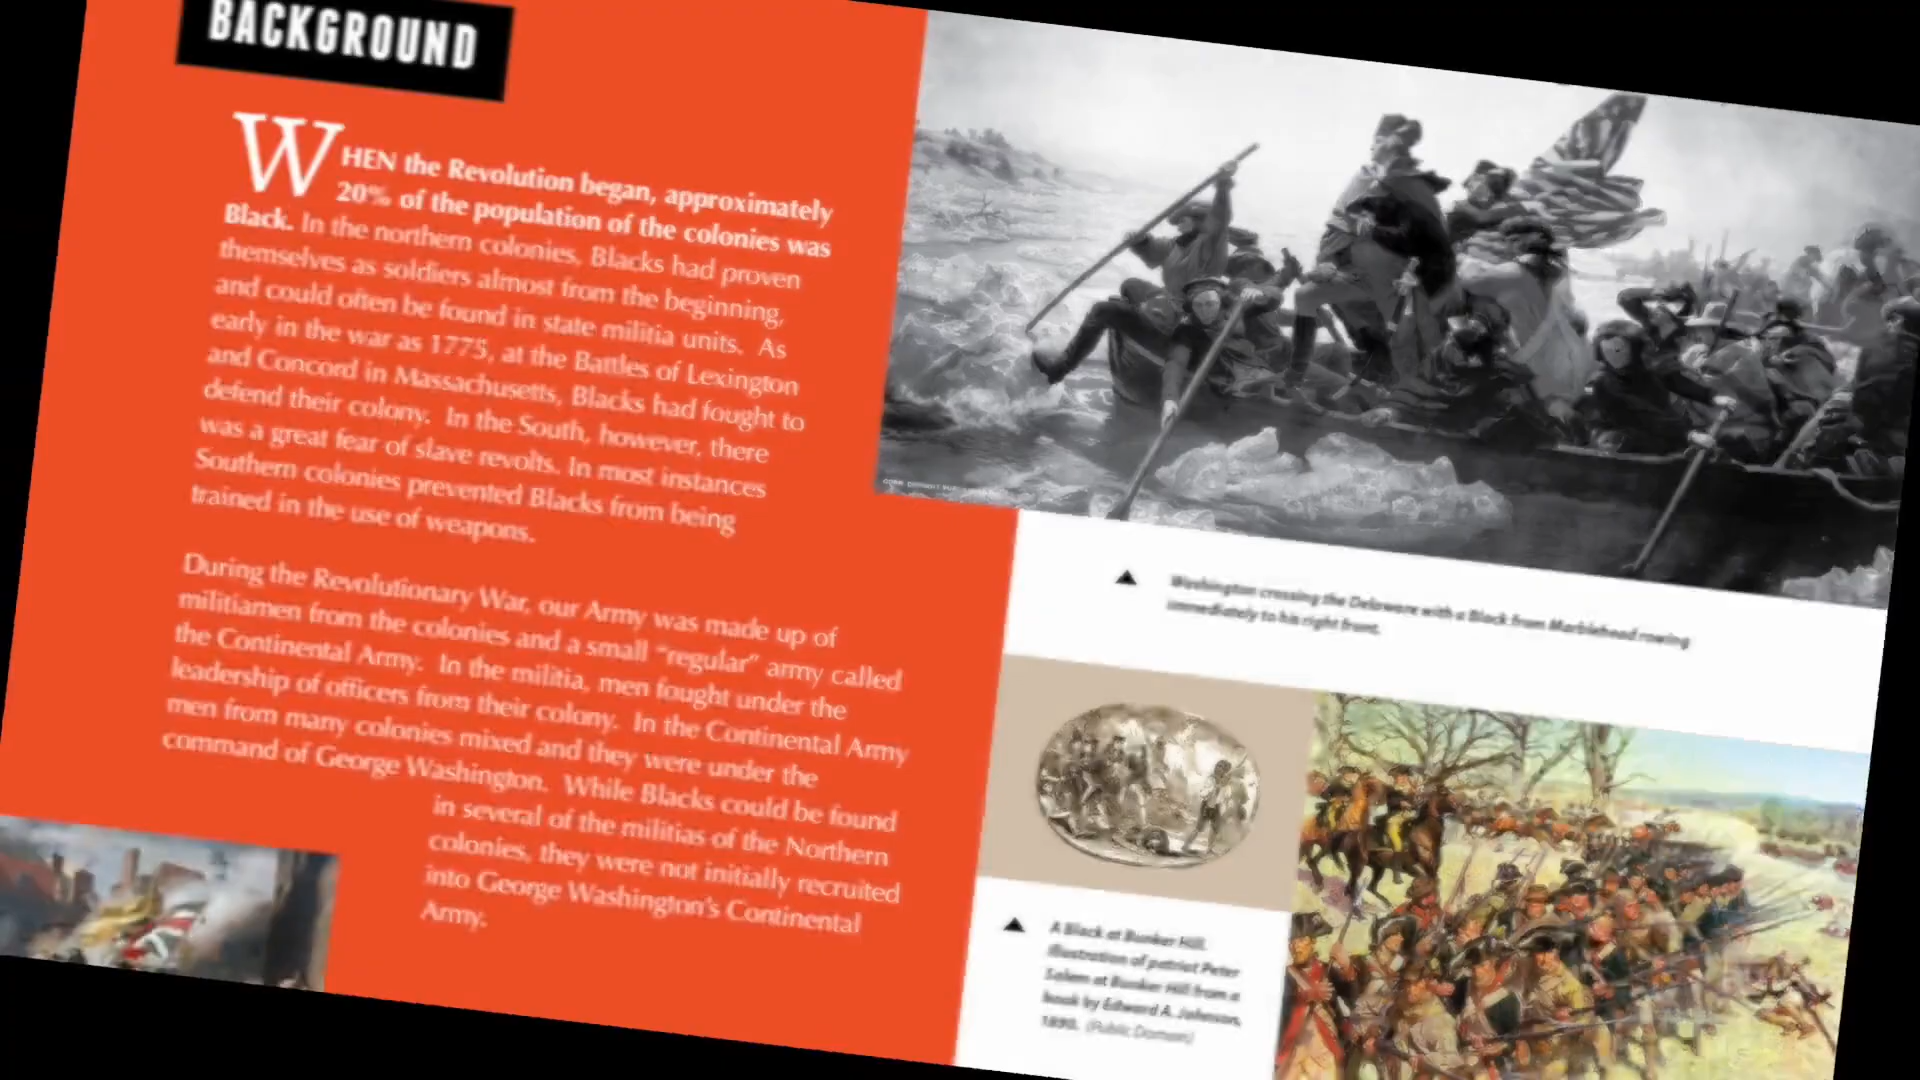 BACKGROUND
WHEN the Revolution began, approximately
20% of the population of the colonies was
Black. In the northern colonies, Blacks had proven
themselves as soldiers almost from the beginning,
and could often be found in state militia units. As
early in the war as 1775, at the Battles of Lexington
and Concord in Massachusetts, Blacks had fought to
defend their colony. In the South, however, there
was a great fear of slave revolts. In most instances
Southern colonies prevented Blacks from being
trained in the use of weapons.
During the Revolutionary War, our Army was made up of
militiamen from the colonies and a small “regular” army called
the Continental Army. In the militia, men fought under the
leadership of officers from their colony. In the Continental Army
men from many colonies mixed and they were under the
command of George Washington. While Blacks could be found
in several of the militias of the Northern
colonies, they were not initially recruited
into George Washington's Continental
Army.
Washington crossing the Delaware with a Black from Marblehead rowing
immediately to his right front.
A Black at Bunker Hill.
Illustration of patriot Peter
Salem at Bunker Hill from a
book by Edward A. Johnson,
1890. (Public Domain)